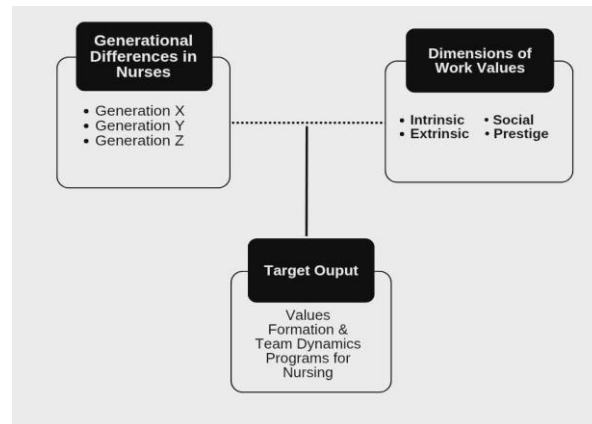 Generational
Differences in
Nurses
• Generation X
• Generation Y
• Generation Z
Dimensions of
Work Values
• Intrinsic • Social
• Extrinsic • Prestige
Target Ouput
Values
Formation &
Team Dynamics
Programs for
Nursing